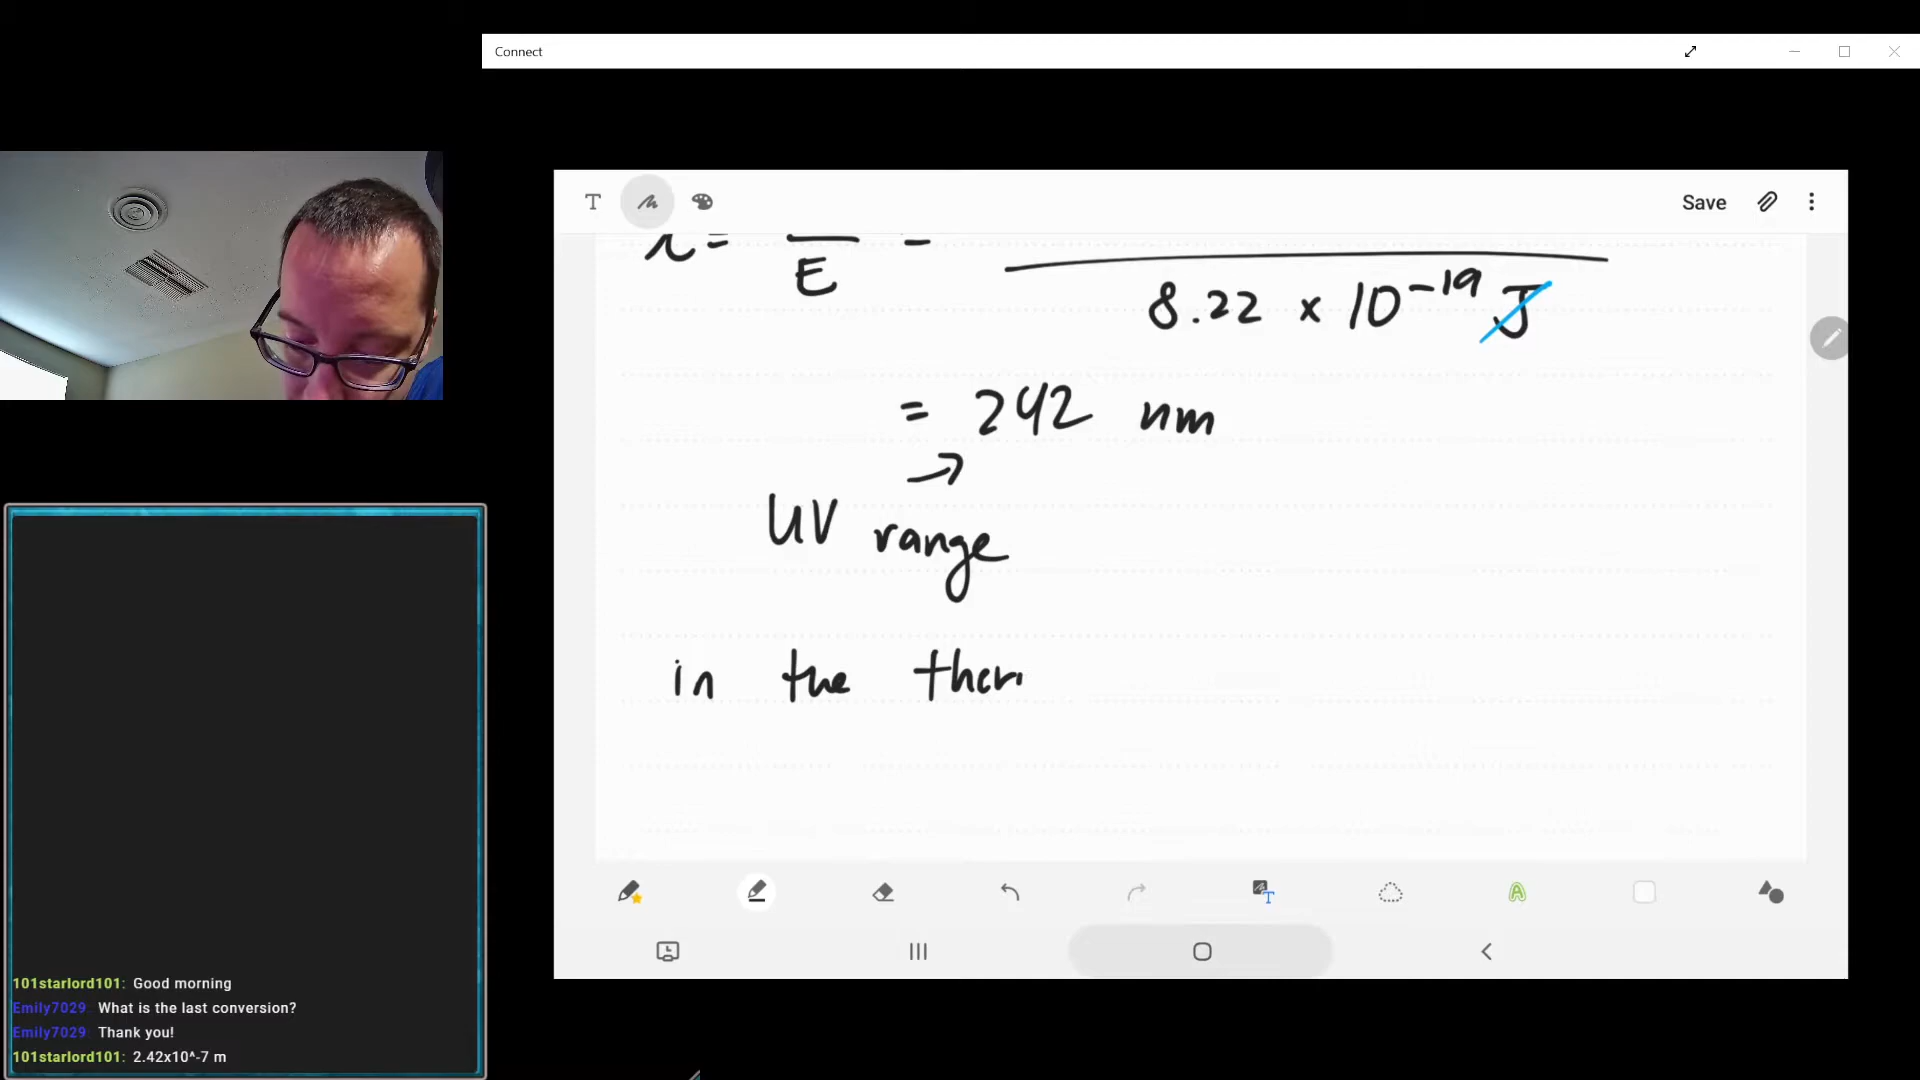 Connect
T
Save
λ = — =
E
8.22 x 10⁻¹⁹ J
= 242 nm
→
UV range
in the
T
A
101starlord101: Good morning
Emily7029: What is the last conversion?
Emily7029: Thank you!
101starlord101: 2.42x10^-7 m